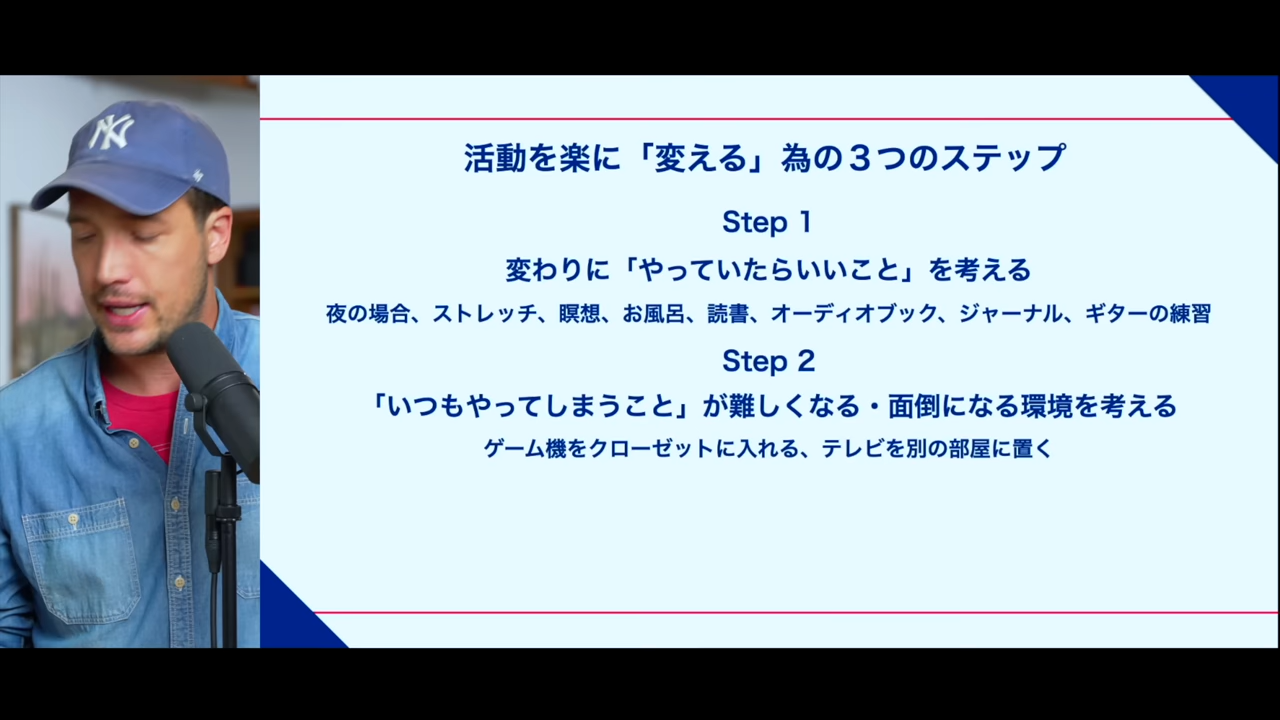 活動を楽に「変える」為の３つのステップ
Step 1
変わりに「やっていたらいいこと」を考える
夜の場合、ストレッチ、瞑想、お風呂、読書、オーディオブック、ジャーナル、ギターの練習
Step 2
「いつもやってしまうこと」が難しくなる・面倒になる環境を考える
ゲーム機をクローゼットに入れる、テレビを別の部屋に置く
NY